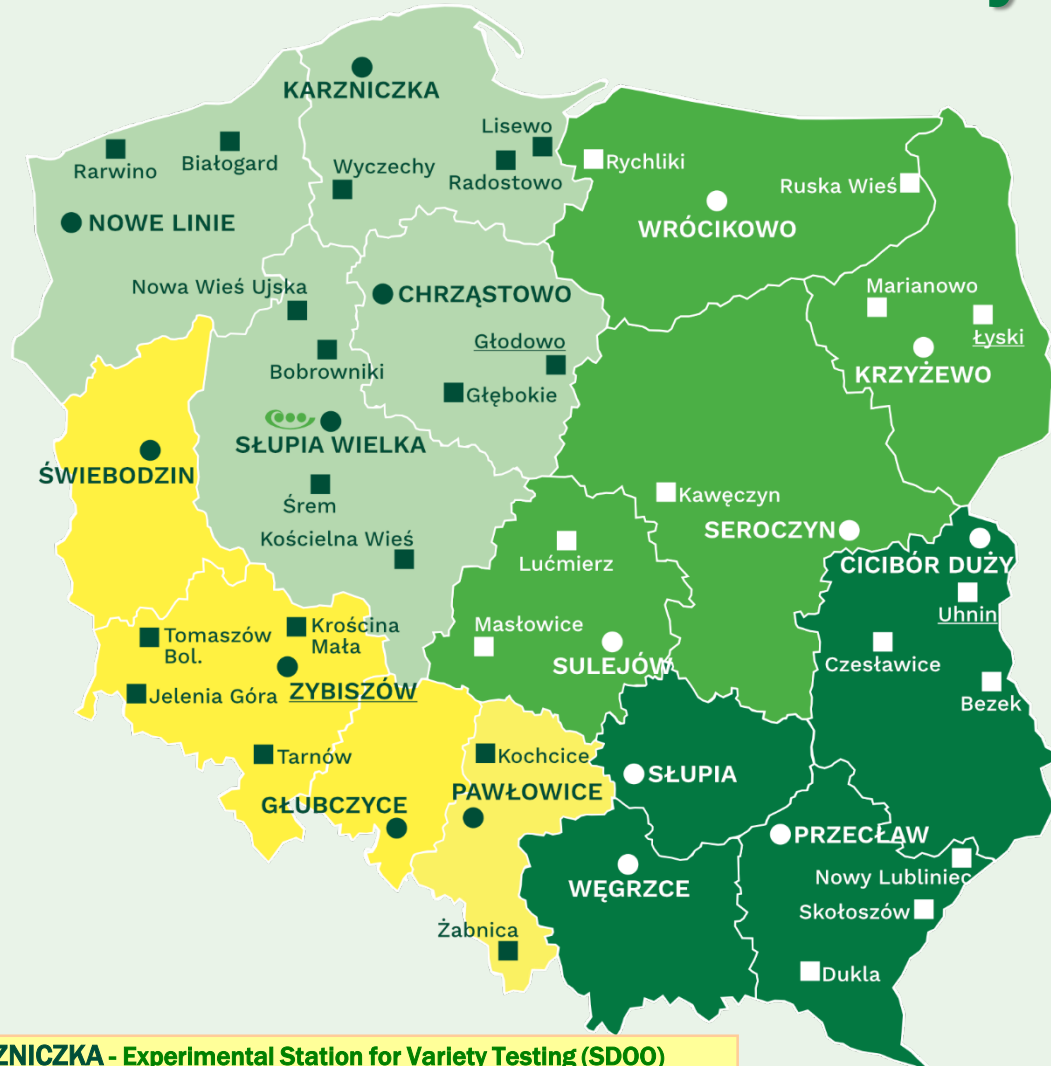 KARZNICZKA
Lisewo
Rarwino
Białogard
Wyczechy
Radostowo
Rychliki
Ruska Wieś
NOWE LINIE
WRÓCIKOWO
Nowa Wieś Ujska
CHRZĄSTOWO
Marianowo
Głodowo
Łyski
Bobrowniki
Głębokie
KRZYŻEWO
SŁUPIA WIELKA
ŚWIEBODZIN
Śrem
Kawęczyn
Kościelna Wieś
SEROCZYN
Lućmierz
CICIBÓR DUŻY
Uhnin
Tomaszów
Bol.
Krościna
Mała
Masłowice
SULEJÓW
Czesławice
Jelenia Góra
ZYBISZÓW
Bezek
Tarnów
Kochcice
SŁUPIA
GŁUBCZYCE
PAWŁOWICE
PRZECŁAW
WĘGRZCE
Nowy Lubliniec
Skołoszów
Żabnica
Dukla
ZNICZKA - Experimental Station for Variety Testing (SDOO)